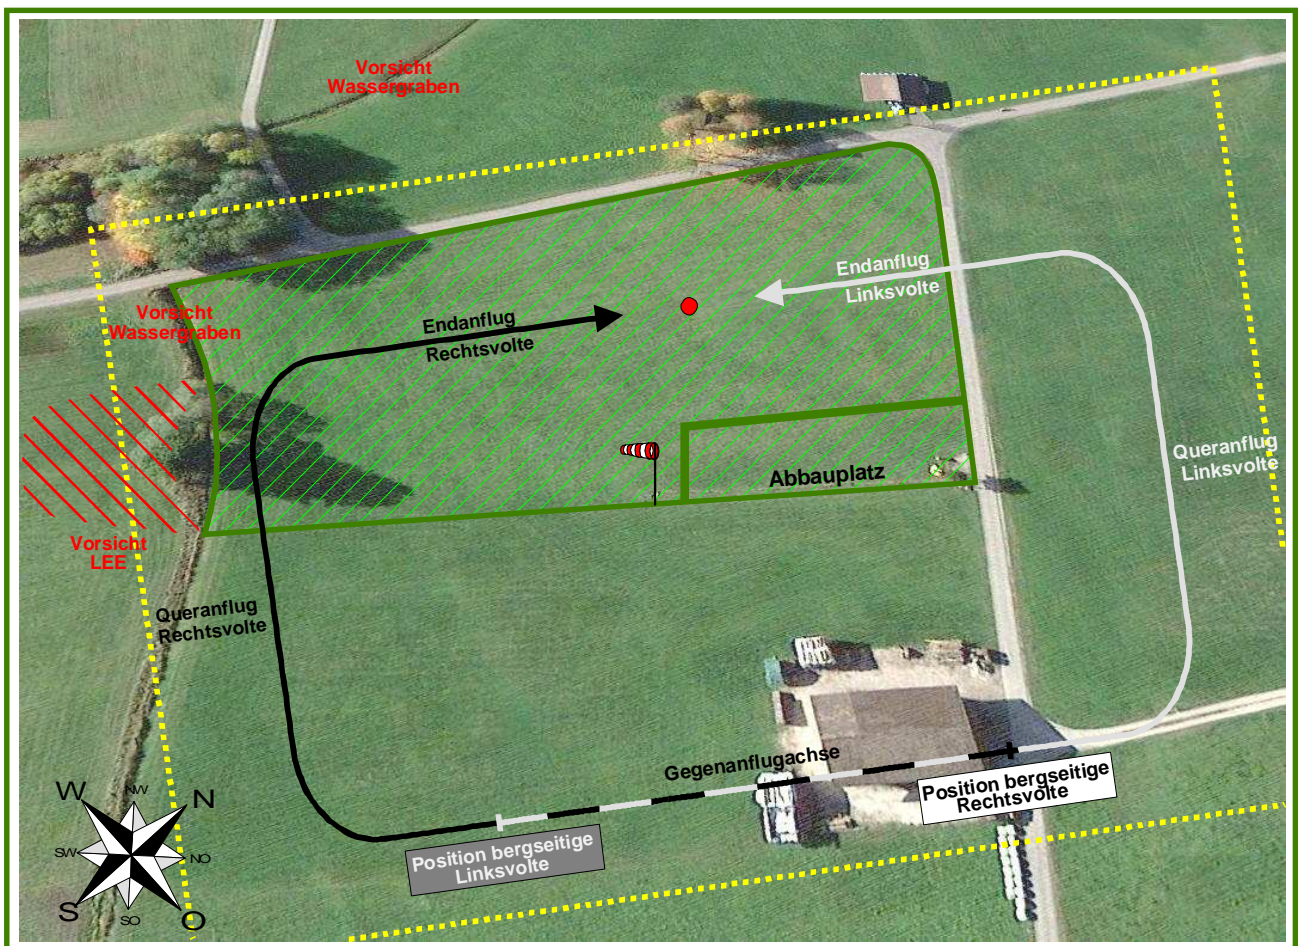 Vorsicht
Wassergraben
Endanflug
Linksvolte
Vorsicht
Wassergraben
Endanflug
Rechtsvolte
Queranflug
Linksvolte
Abbauplatz
Vorsicht
LEE
Queranflug
Rechtsvolte
Gegenanflugachse
Position bergseitige
Rechtsvolte
Position bergseitige
Linksvolte
W
NW
N
SW
NO
S
SO
O